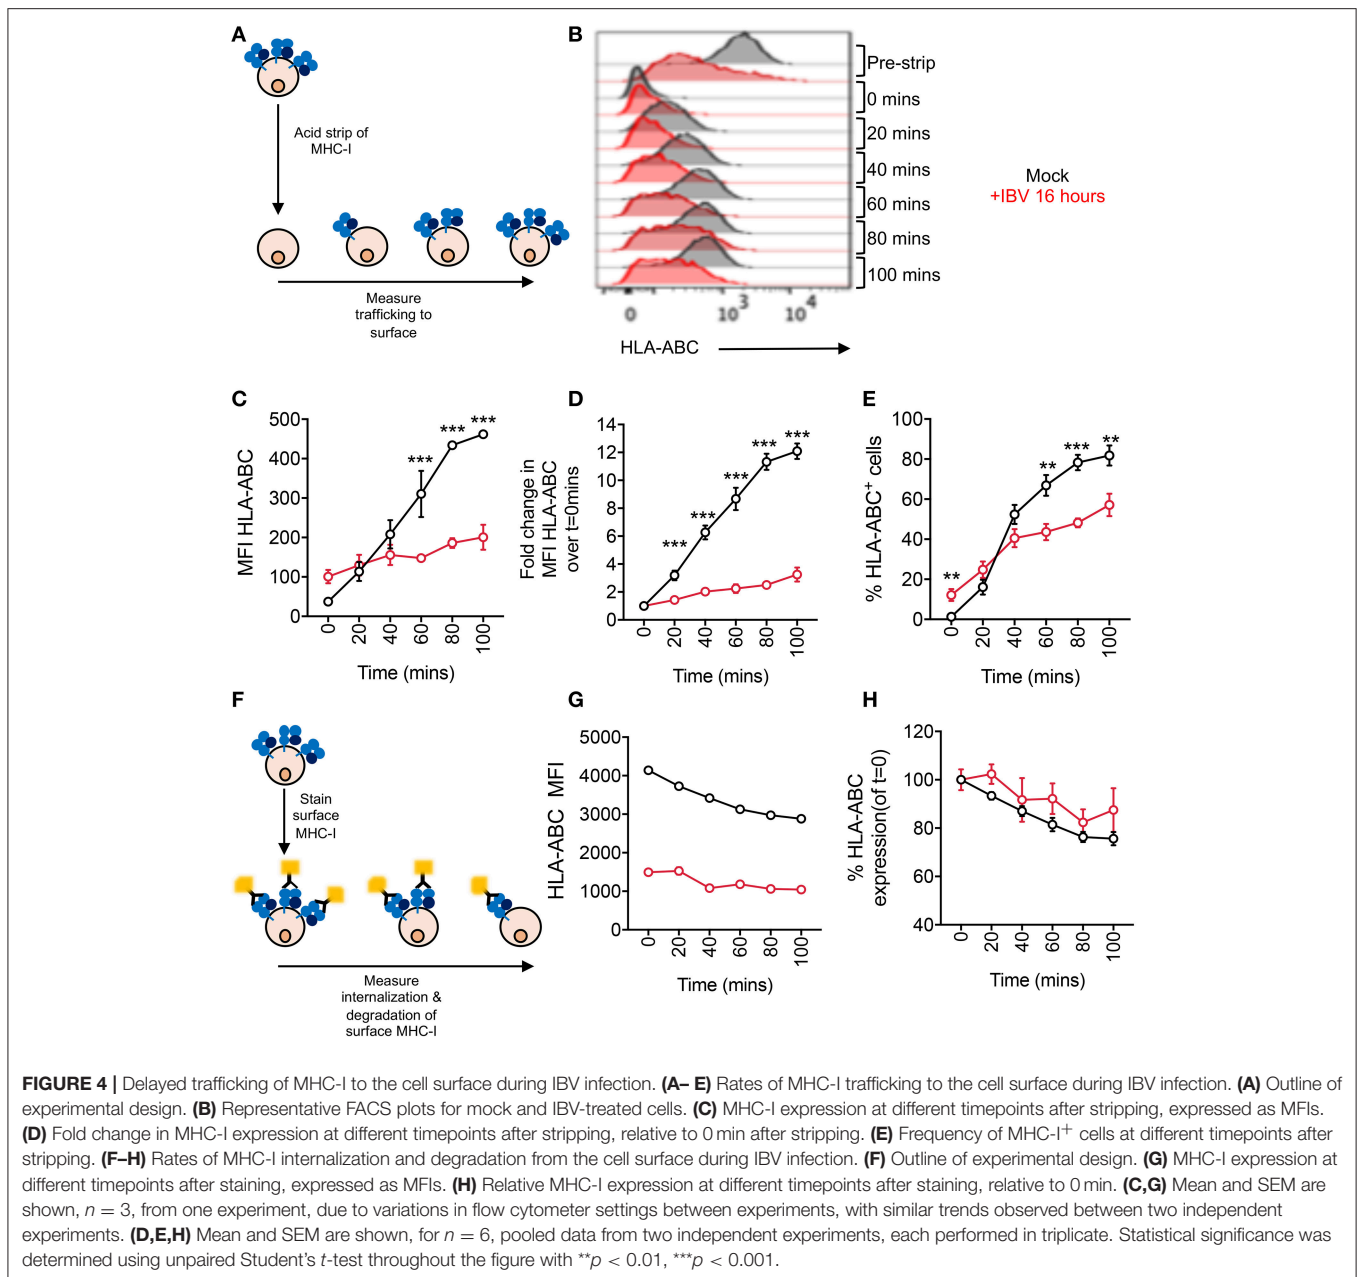 A
Acid strip of
MHC-I
Measure
trafficking to
surface
B
Pre-strip
0 mins
20 mins
40 mins
60 mins
80 mins
100 mins
0
10³
10⁴
HLA-ABC
Mock
+IBV 16 hours
C
MFI HLA-ABC
500
400
300
200
100
0
***
***
***
0
20
40
60
80
100
Time (mins)
D
Fold change in
MFI HLA-ABC
over t=0mins
14
12
10
8
6
4
2
0
***
***
***
***
***
0
20
40
60
80
100
Time (mins)
E
% HLA-ABC⁺ cells
100
80
60
40
20
0
**
**
***
**
0
20
40
60
80
100
Time (mins)
F
Stain
surface
MHC-I
Measure
internalization &
degradation of
surface MHC-I
G
HLA-ABC MFI
5000
4000
3000
2000
1000
0
0
20
40
60
80
100
Time (mins)
H
% HLA-ABC
expression(of t=0)
120
100
80
60
40
0
20
40
60
80
100
Time (mins)
FIGURE 4 | Delayed trafficking of MHC-I to the cell surface during IBV infection. (A– E) Rates of MHC-I trafficking to the cell surface during IBV infection. (A) Outline of
experimental design. (B) Representative FACS plots for mock and IBV-treated cells. (C) MHC-I expression at different timepoints after stripping, expressed as MFIs.
(D) Fold change in MHC-I expression at different timepoints after stripping, relative to 0 min after stripping. (E) Frequency of MHC-I⁺ cells at different timepoints after
stripping. (F–H) Rates of MHC-I internalization and degradation from the cell surface during IBV infection. (F) Outline of experimental design. (G) MHC-I expression at
different timepoints after staining, expressed as MFIs. (H) Relative MHC-I expression at different timepoints after staining, relative to 0 min. (C,G) Mean and SEM are
shown, n = 3, from one experiment, due to variations in flow cytometer settings between experiments, with similar trends observed between two independent
experiments. (D,E,H) Mean and SEM are shown, for n = 6, pooled data from two independent experiments, each performed in triplicate. Statistical significance was
determined using unpaired Student's t-test throughout the figure with **p < 0.01, ***p < 0.001.